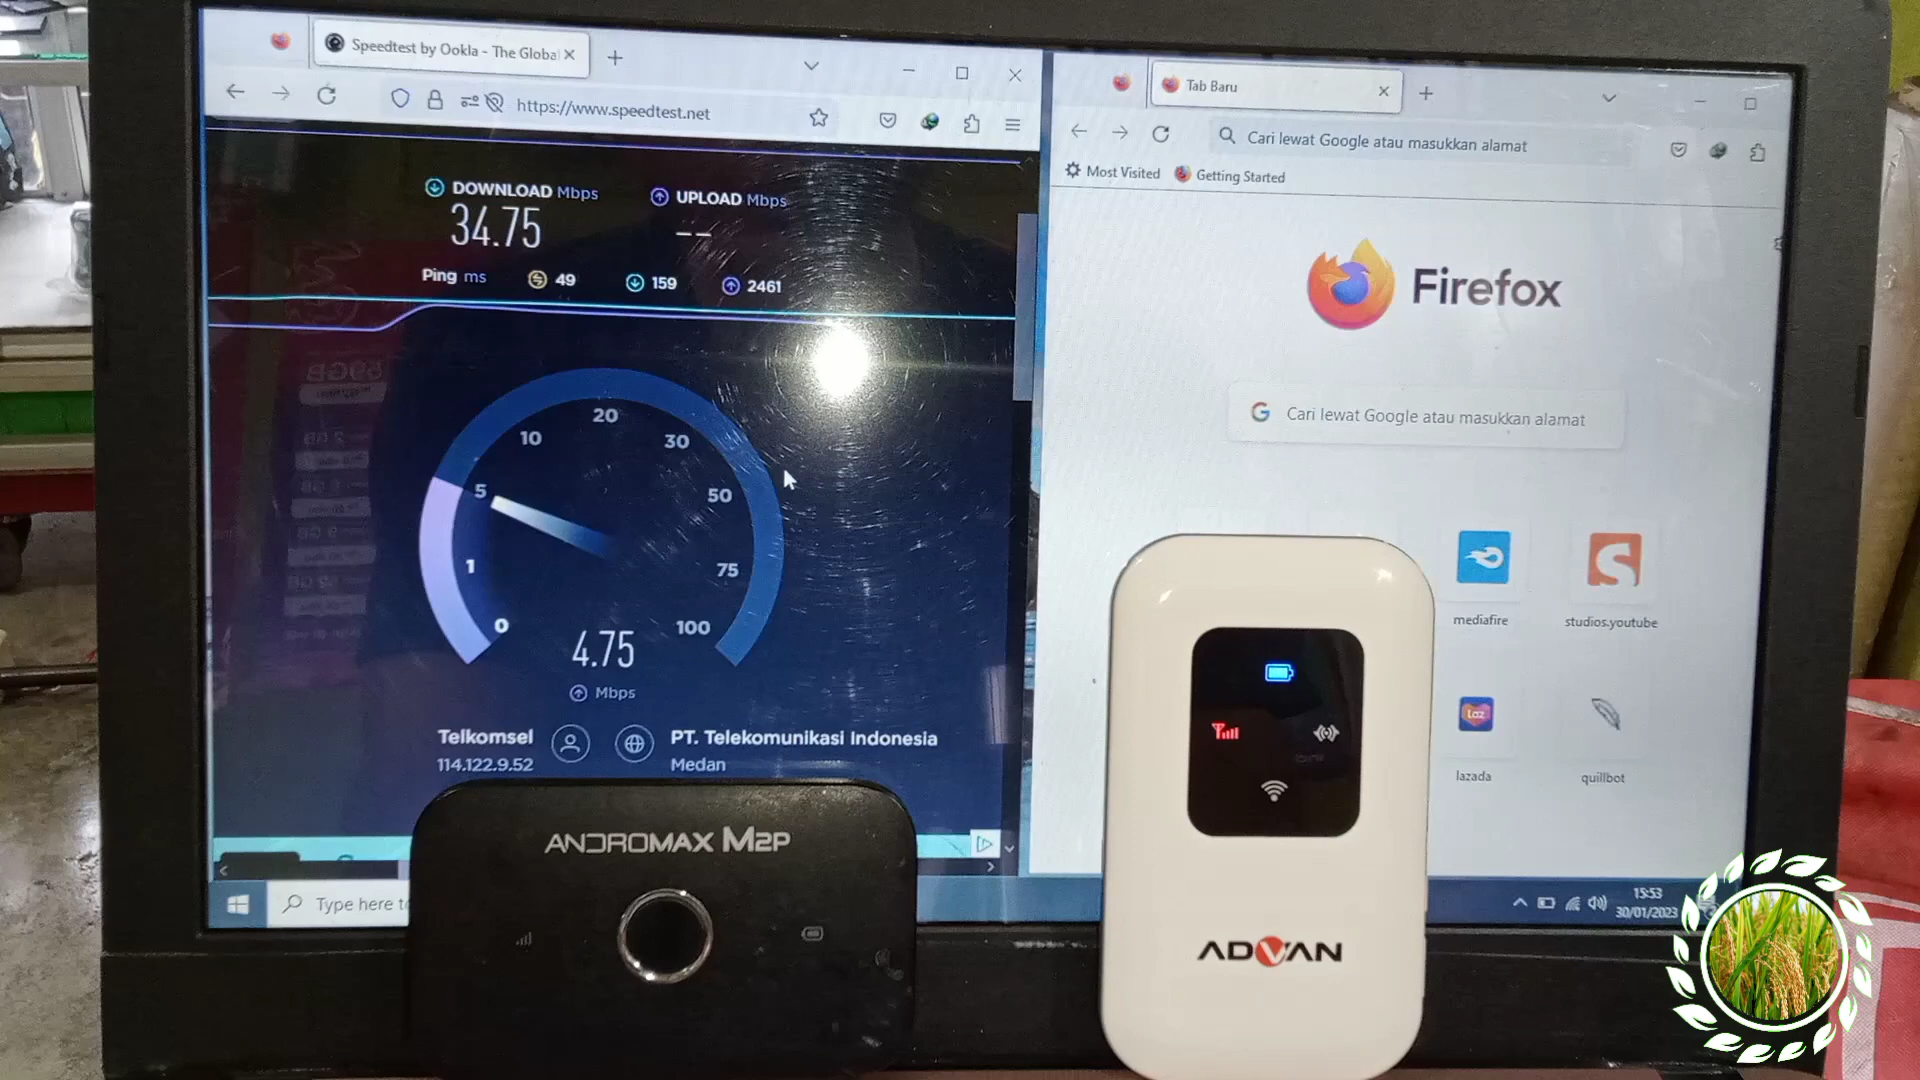 Speedtest by Ookla - The Global
https://www.speedtest.net
DOWNLOAD Mbps
34.75
UPLOAD Mbps
--
Ping ms
49
159
2461
0
1
5
10
20
30
50
75
100
4.75
Mbps
Telkomsel
114.122.9.52
PT. Telekomunikasi Indonesia
Medan
Type here to
Tab Baru
Cari lewat Google atau masukkan alamat
Most Visited
Getting Started
Firefox
Cari lewat Google atau masukkan alamat
mediafire
studios.youtube
Laz
lazada
quillbot
15:53
30/01/2023
ANDROMAX M2P
ADVAN